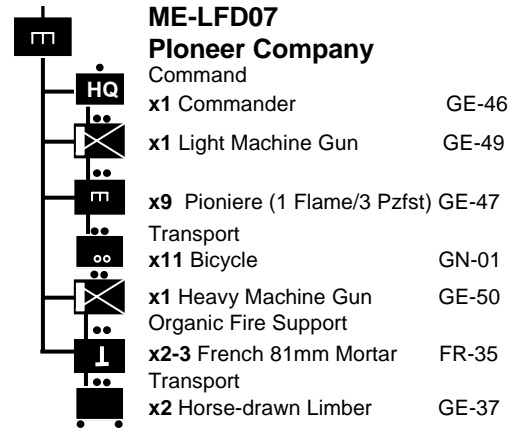 ME-LFD07
Ploneer Company
Command
HQ
x1 Commander GE-46
x1 Light Machine Gun GE-49
x9 Pioniere (1 Flame/3 Pzfst) GE-47
Transport
x11 Bicycle GN-01
x1 Heavy Machine Gun GE-50
Organic Fire Support
x2-3 French 81mm Mortar FR-35
Transport
x2 Horse-drawn Limber GE-37